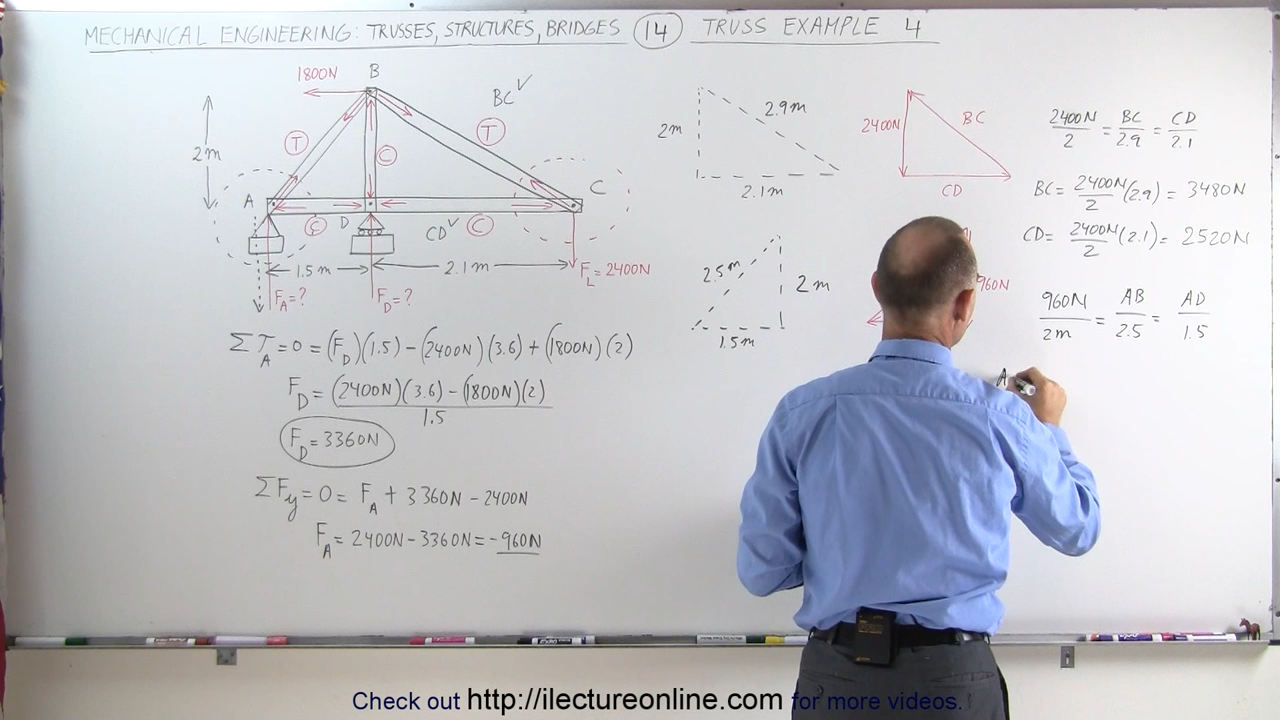 MECHANICAL ENGINEERING: TRUSSES, STRUCTURES, BRIDGES (14) TRUSS EXAMPLE 4
1800N
B
BC √
T
T
C
2m
A
D
C
C
CD √
C
1.5 m
2.1 m
F_L = 2400N
F_A = ?
F_D = ?
Σ τ_A = 0 = (F_D)(1.5) - (2400N)(3.6) + (1800N)(2)
F_D = (2400N)(3.6) - (1800N)(2)
1.5
F_D = 3360N
ΣF_y = 0 = F_A + 3360N - 2400N
F_A = 2400N - 3360N = -960N
2m
2.9m
2.1m
2.5m
2m
1.5m
2400N
BC
CD
960N
2400N/2 = BC/2.9 = CD/2.1
BC = 2400N/2 (2.9) = 3480N
CD = 2400N/2 (2.1) = 2520N
960N/2m = AB/2.5 = AD/1.5
A
Check out http://ilectureonline.com for more videos.